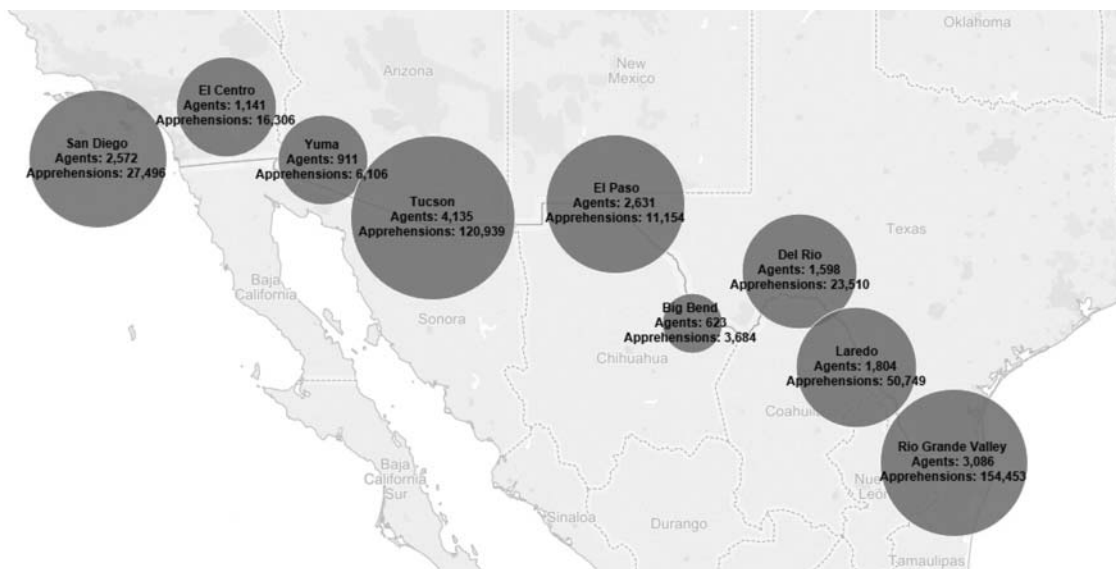 Oklahoma
El Centro
Agents: 1,141
Apprehensions: 16,306
Arizona
New
Mexico
San Diego
Agents: 2,572
Apprehensions: 27,496
Yuma
Agents: 911
Apprehensions: 6,106
Tucson
Agents: 4,135
Apprehensions: 120,939
El Paso
Agents: 2,631
Apprehensions: 11,154
Texas
Del Rio
Agents: 1,598
Apprehensions: 23,510
Baja
California
Sonora
Big Bend
Agents: 623
Apprehensions: 3,684
Chihuahua
Laredo
Agents: 1,804
Apprehensions: 50,749
Coahuil
Rio Grande Valley
Agents: 3,086
Apprehensions: 154,453
Baja
California
Sur
León
Sinaloa
Durango
Tamaulipas